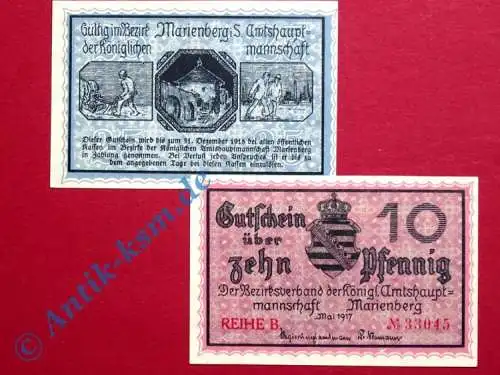 Gültig im Bezirk Marienberg i. S. Amtshaupt-
der Königlichen mannschaft
Dieser Gutschein wird bis zum 31. Dezember 1918 bei allen öffentlichen
Kassen im Bezirke der Königlichen Amtshauptmannschaft Marienberg
in Zahlung genommen. Bei Verlust jeden Anspruches ist er bis zu
dem angegebenen Tage bei diesen Kassen einzulösen.
Gutschein 10
über
zehn Pfennig
Der Bezirksverband der Königl. Amtshaupt-
mannschaft Marienberg
Mai 1917
REIHE B. № 33045
Antik-ksm.de